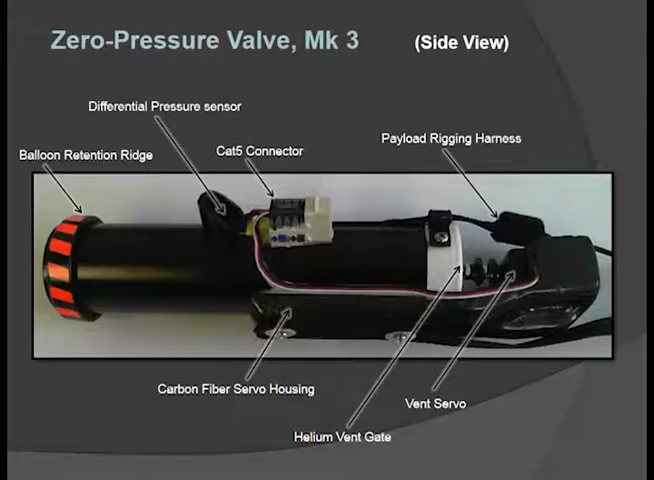 Zero-Pressure Valve, Mk 3 (Side View)
Differential Pressure sensor
Balloon Retention Ridge
Cat5 Connector
Payload Rigging Harness
Carbon Fiber Servo Housing
Vent Servo
Helium Vent Gate